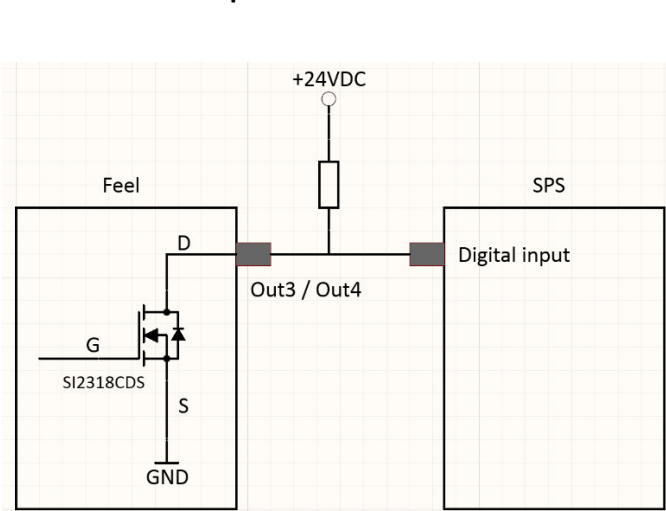 +24VDC
Feel
SPS
D
Digital input
Out3 / Out4
G
SI2318CDS
S
GND